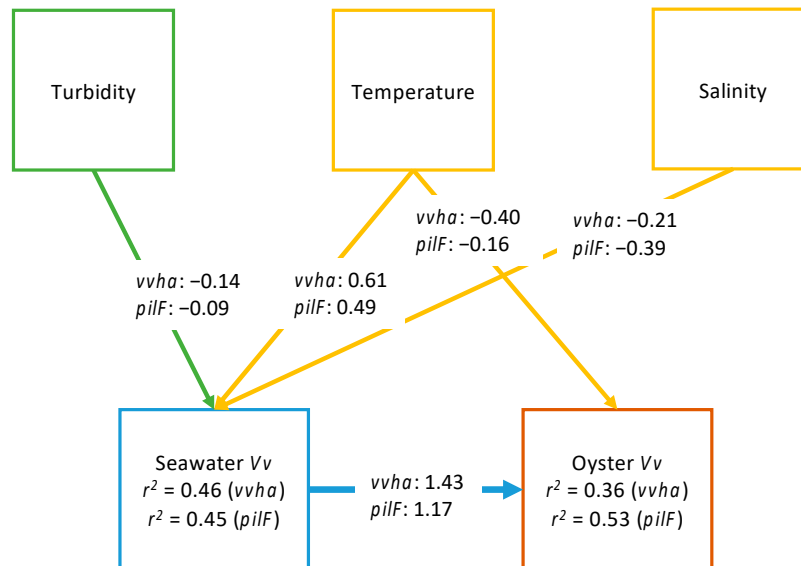 Turbidity
Temperature
Salinity
vvha: −0.40
pilF: −0.16
vvha: −0.21
pilF: −0.39
vvha: −0.14
pilF: −0.09
vvha: 0.61
pilF: 0.49
Seawater Vv
r² = 0.46 (vvha)
r² = 0.45 (pilF)
vvha: 1.43
pilF: 1.17
Oyster Vv
r² = 0.36 (vvha)
r² = 0.53 (pilF)